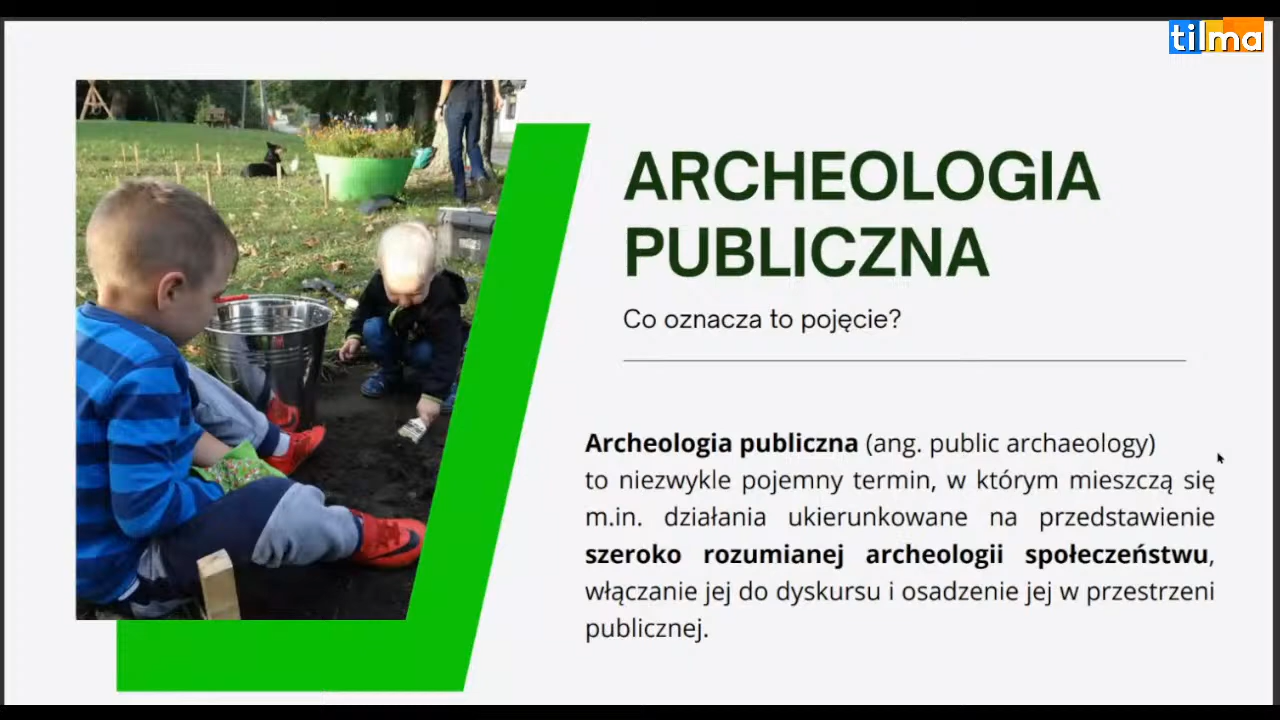 tilma
ARCHEOLOGIA
PUBLICZNA
Co oznacza to pojęcie?
Archeologia publiczna (ang. public archaeology)
to niezwykle pojemny termin, w którym mieszczą się
m.in. działania ukierunkowane na przedstawienie
szeroko rozumianej archeologii społeczeństwu,
włączanie jej do dyskursu i osadzenie jej w przestrzeni
publicznej.